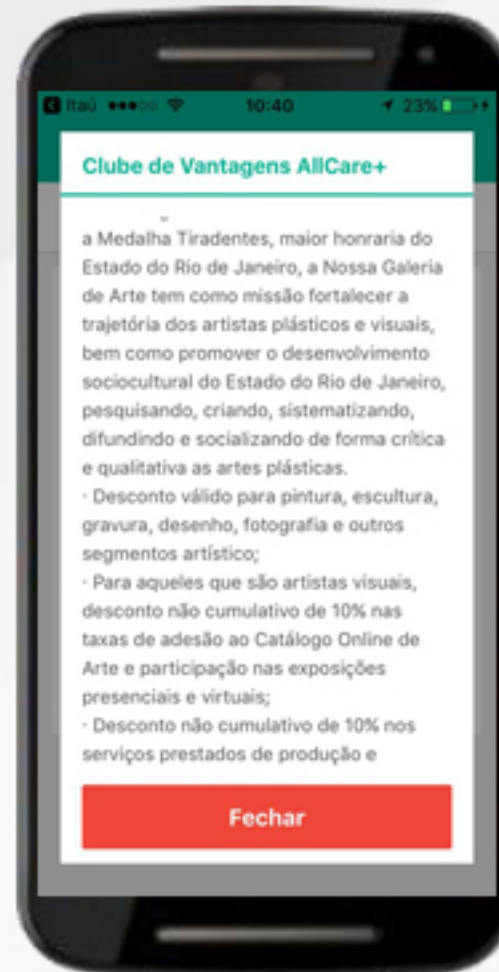 Itaú 10:40 23%
Clube de Vantagens AllCare+
a Medalha Tiradentes, maior honraria do
Estado do Rio de Janeiro, a Nossa Galeria
de Arte tem como missão fortalecer a
trajetória dos artistas plásticos e visuais,
bem como promover o desenvolvimento
sociocultural do Estado do Rio de Janeiro,
pesquisando, criando, sistematizando,
difundindo e socializando de forma crítica
e qualitativa as artes plásticas.
· Desconto válido para pintura, escultura,
gravura, desenho, fotografia e outros
segmentos artístico;
· Para aqueles que são artistas visuais,
desconto não cumulativo de 10% nas
taxas de adesão ao Catálogo Online de
Arte e participação nas exposições
presenciais e virtuais;
· Desconto não cumulativo de 10% nos
serviços prestados de produção e
Fechar